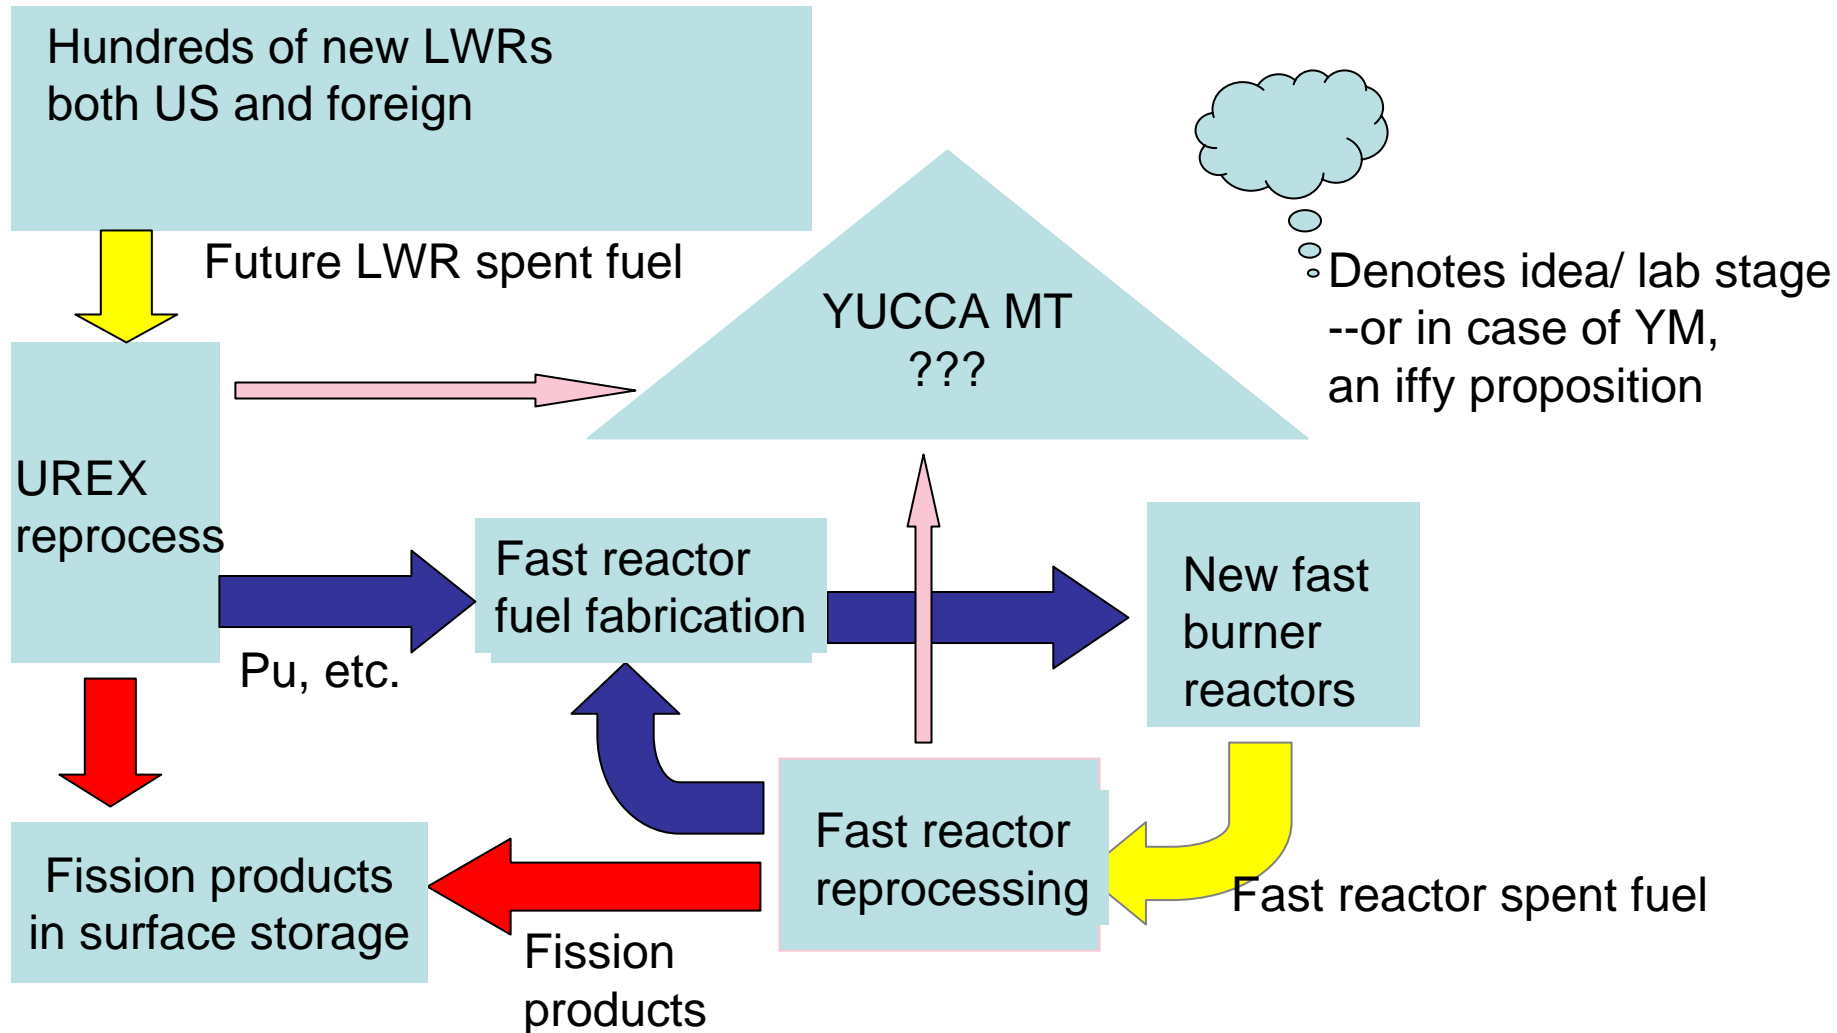 Hundreds of new LWRs
both US and foreign
Future LWR spent fuel
YUCCA MT
???
Denotes idea/ lab stage
--or in case of YM,
an iffy proposition
UREX
reprocess
Pu, etc.
Fast reactor
fuel fabrication
New fast
burner
reactors
Fast reactor
reprocessing
Fast reactor spent fuel
Fission products
in surface storage
Fission
products